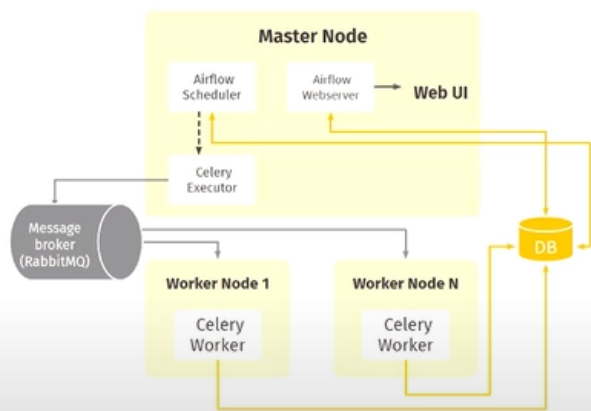 Master Node
Airflow
Scheduler
Airflow
Webserver
Web UI
Celery
Executor
Message
broker
(RabbitMQ)
DB
Worker Node 1
Worker Node N
Celery
Worker
Celery
Worker